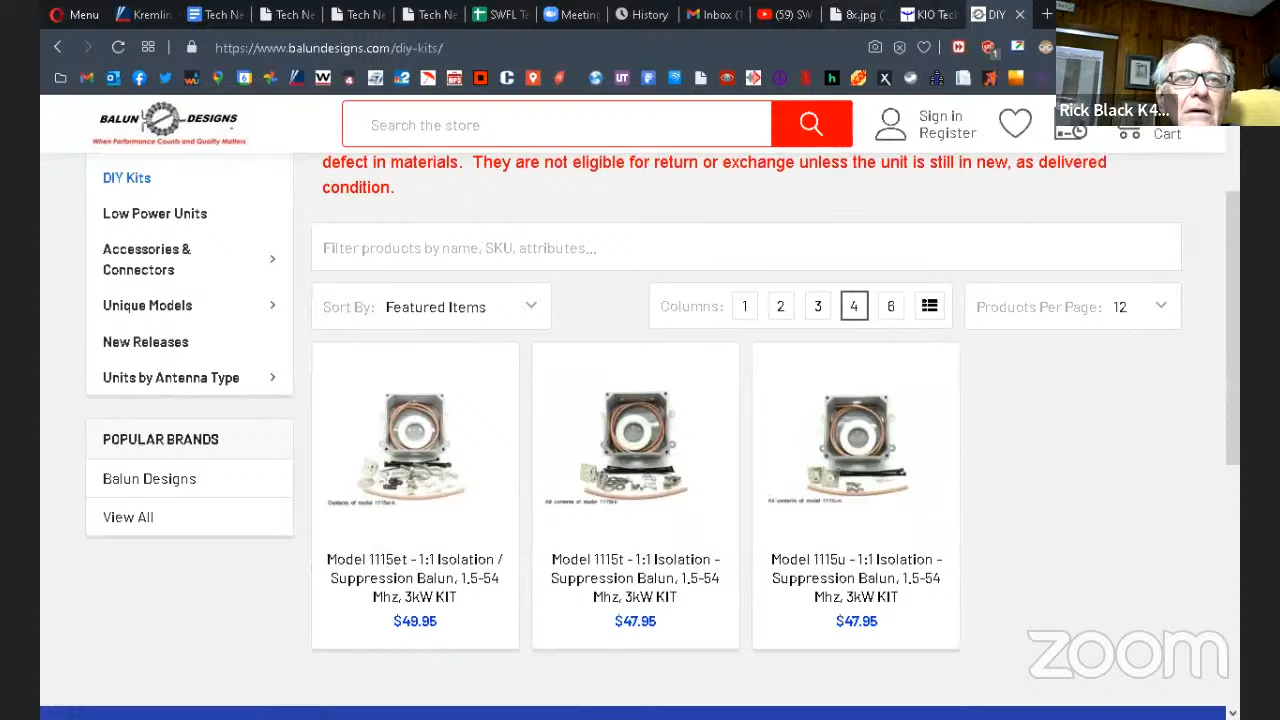 Menu
Kremlin
Tech Ne
Tech Ne
Tech Ne
Tech Ne
SWFL Te
Meeting
History
Inbox (1
(59) SW
8x.jpg (
KIO Tec
DIY
https://www.balundesigns.com/diy-kits/
Rick Black K4...
BALUN DESIGNS
When Performance Counts and Quality Matters
Search the store
Sign in
Register
Cart
defect in materials. They are not eligible for return or exchange unless the unit is still in new, as delivered
condition.
DIY Kits
Low Power Units
Accessories &
Connectors
Unique Models
New Releases
Units by Antenna Type
POPULAR BRANDS
Balun Designs
View All
Filter products by name, SKU, attributes...
Sort By: Featured Items
Columns: 1 2 3 4 6
Products Per Page: 12
Model 1115et - 1:1 Isolation /
Suppression Balun, 1.5-54
Mhz, 3kW KIT
$49.95
Model 1115t - 1:1 Isolation -
Suppression Balun, 1.5-54
Mhz, 3kW KIT
$47.95
Model 1115u - 1:1 Isolation -
Suppression Balun, 1.5-54
Mhz, 3kW KIT
$47.95
zoom